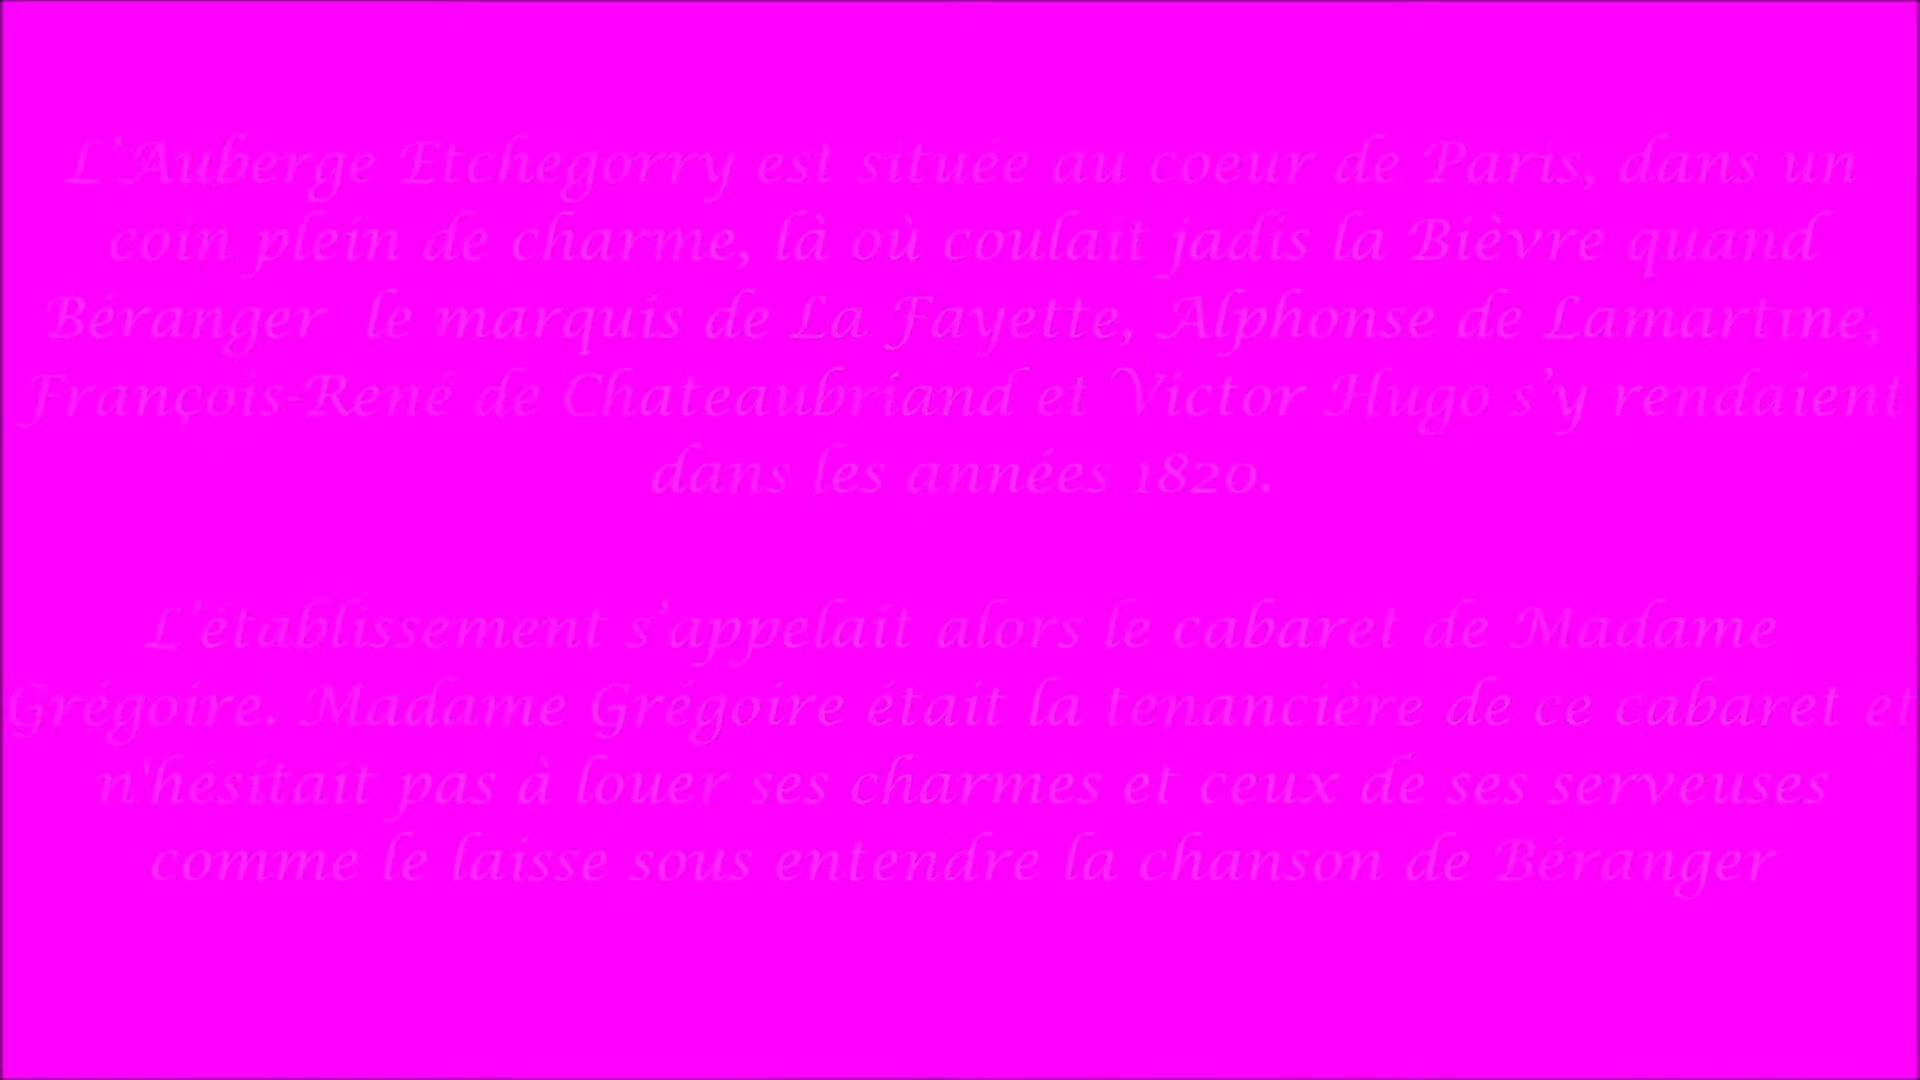 L'Auberge Etchegorry est située au coeur de Paris, dans un
coin plein de charme, là où coulait jadis la Bièvre quand
Béranger  le marquis de La Fayette, Alphonse de Lamartine,
François-René de Chateaubriand et Victor Hugo s'y rendaient
dans les années 1820.
L'établissement s'appelait alors le cabaret de Madame
Grégoire. Madame Grégoire était la tenancière de ce cabaret et
n'hésitait pas à louer ses charmes et ceux de ses serveuses
comme le laisse sous entendre la chanson de Béranger